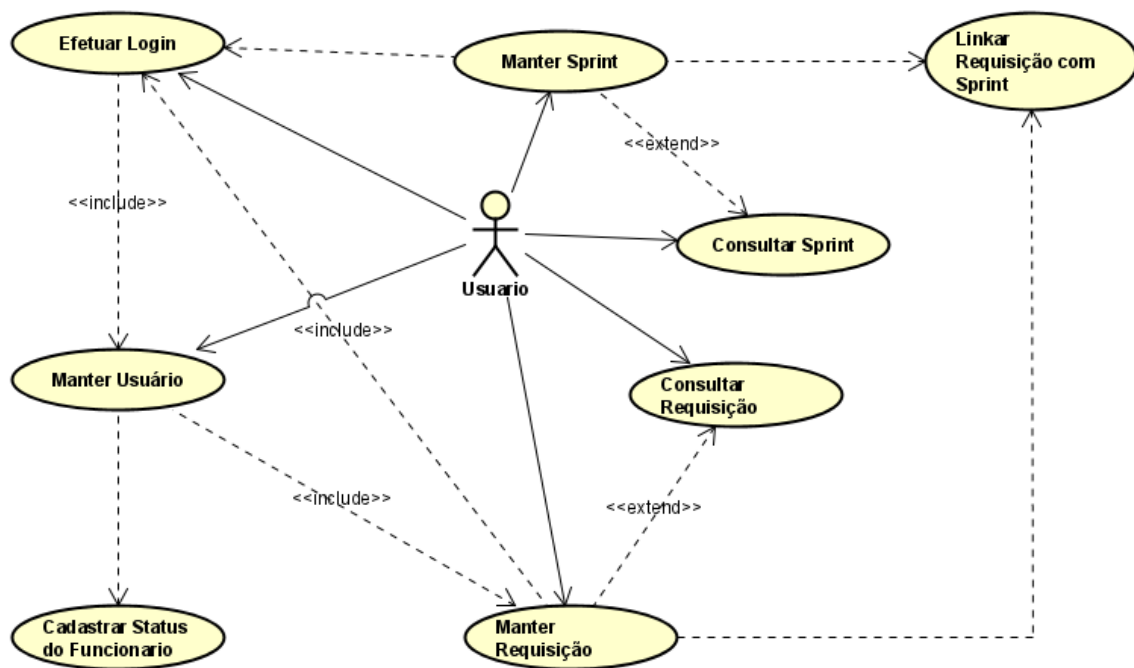 Efetuar Login
Manter Sprint
Linkar
Requisição com
Sprint
<<extend>>
<<include>>
Consultar Sprint
Usuario
<<include>>
Manter Usuário
Consultar
Requisição
<<include>>
<<extend>>
Cadastrar Status
do Funcionario
Manter
Requisição